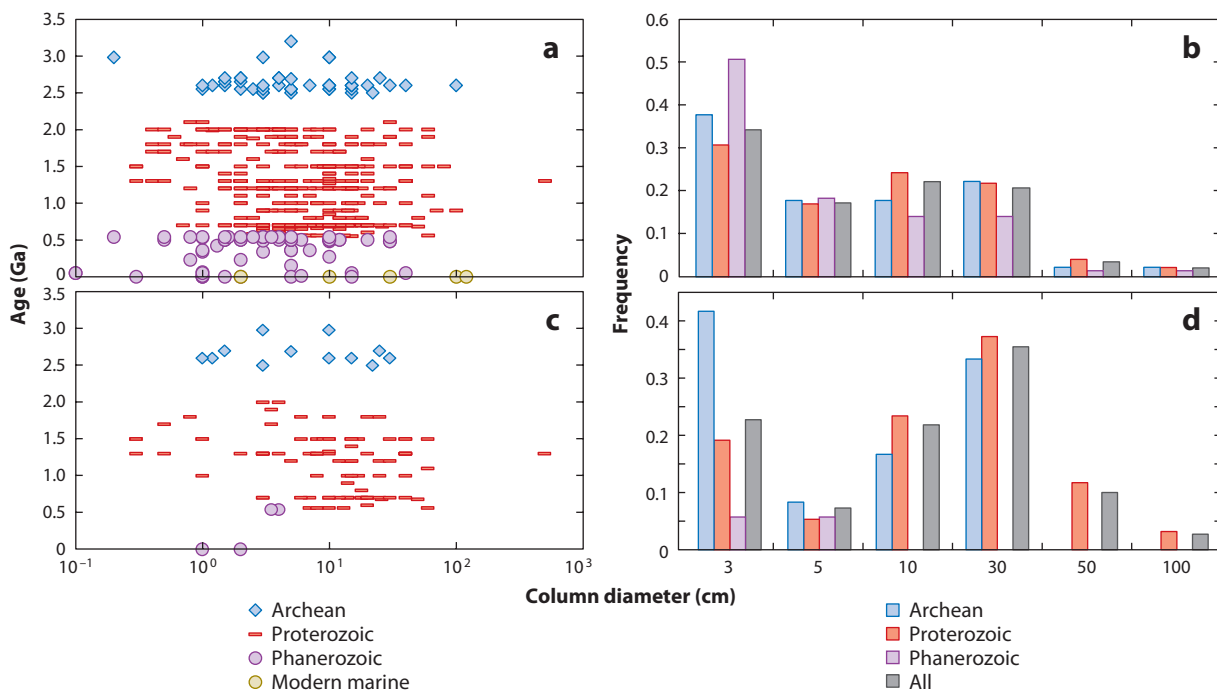 a
3.5
3.0
2.5
2.0
1.5
1.0
0.5
0
Age (Ga)
b
0.6
0.5
0.4
0.3
0.2
0.1
0
Frequency
c
3.5
3.0
2.5
2.0
1.5
1.0
0.5
0
10⁻¹ 10⁰ 10¹ 10² 10³
d
0.4
0.3
0.2
0.1
0
3 5 10 30 50 100
Column diameter (cm)
Archean
Proterozoic
Phanerozoic
Modern marine
Archean
Proterozoic
Phanerozoic
All